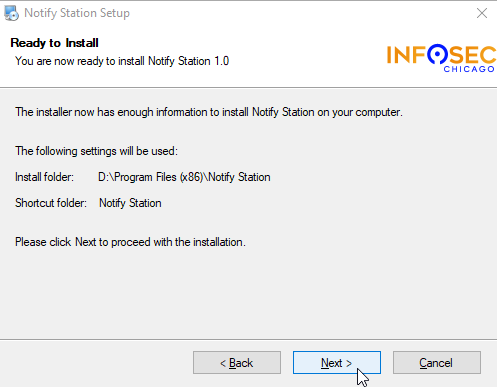 Notify Station Setup
Ready to Install
You are now ready to install Notify Station 1.0
INFOSEC
CHICAGO
The installer now has enough information to install Notify Station on your computer.
The following settings will be used:
Install folder: D:\Program Files (x86)\Notify Station
Shortcut folder: Notify Station
Please click Next to proceed with the installation.
< Back Next > Cancel